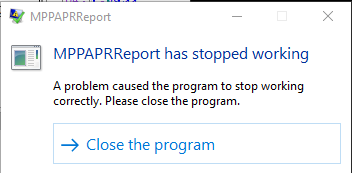 MPPAPRReport
MPPAPRReport has stopped working
A problem caused the program to stop working
correctly. Please close the program.
Close the program